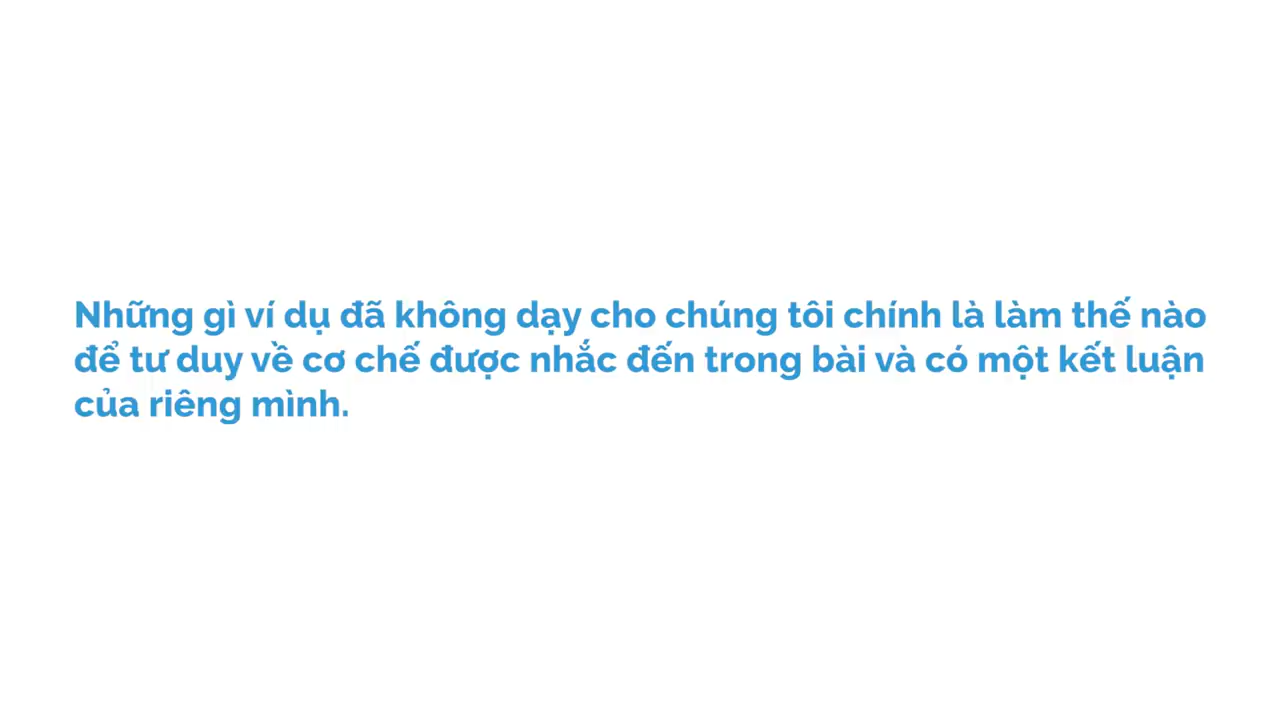 Những gì ví dụ đã không dạy cho chúng tôi chính là làm thế nào
để tư duy về cơ chế được nhắc đến trong bài và có một kết luận
của riêng mình.